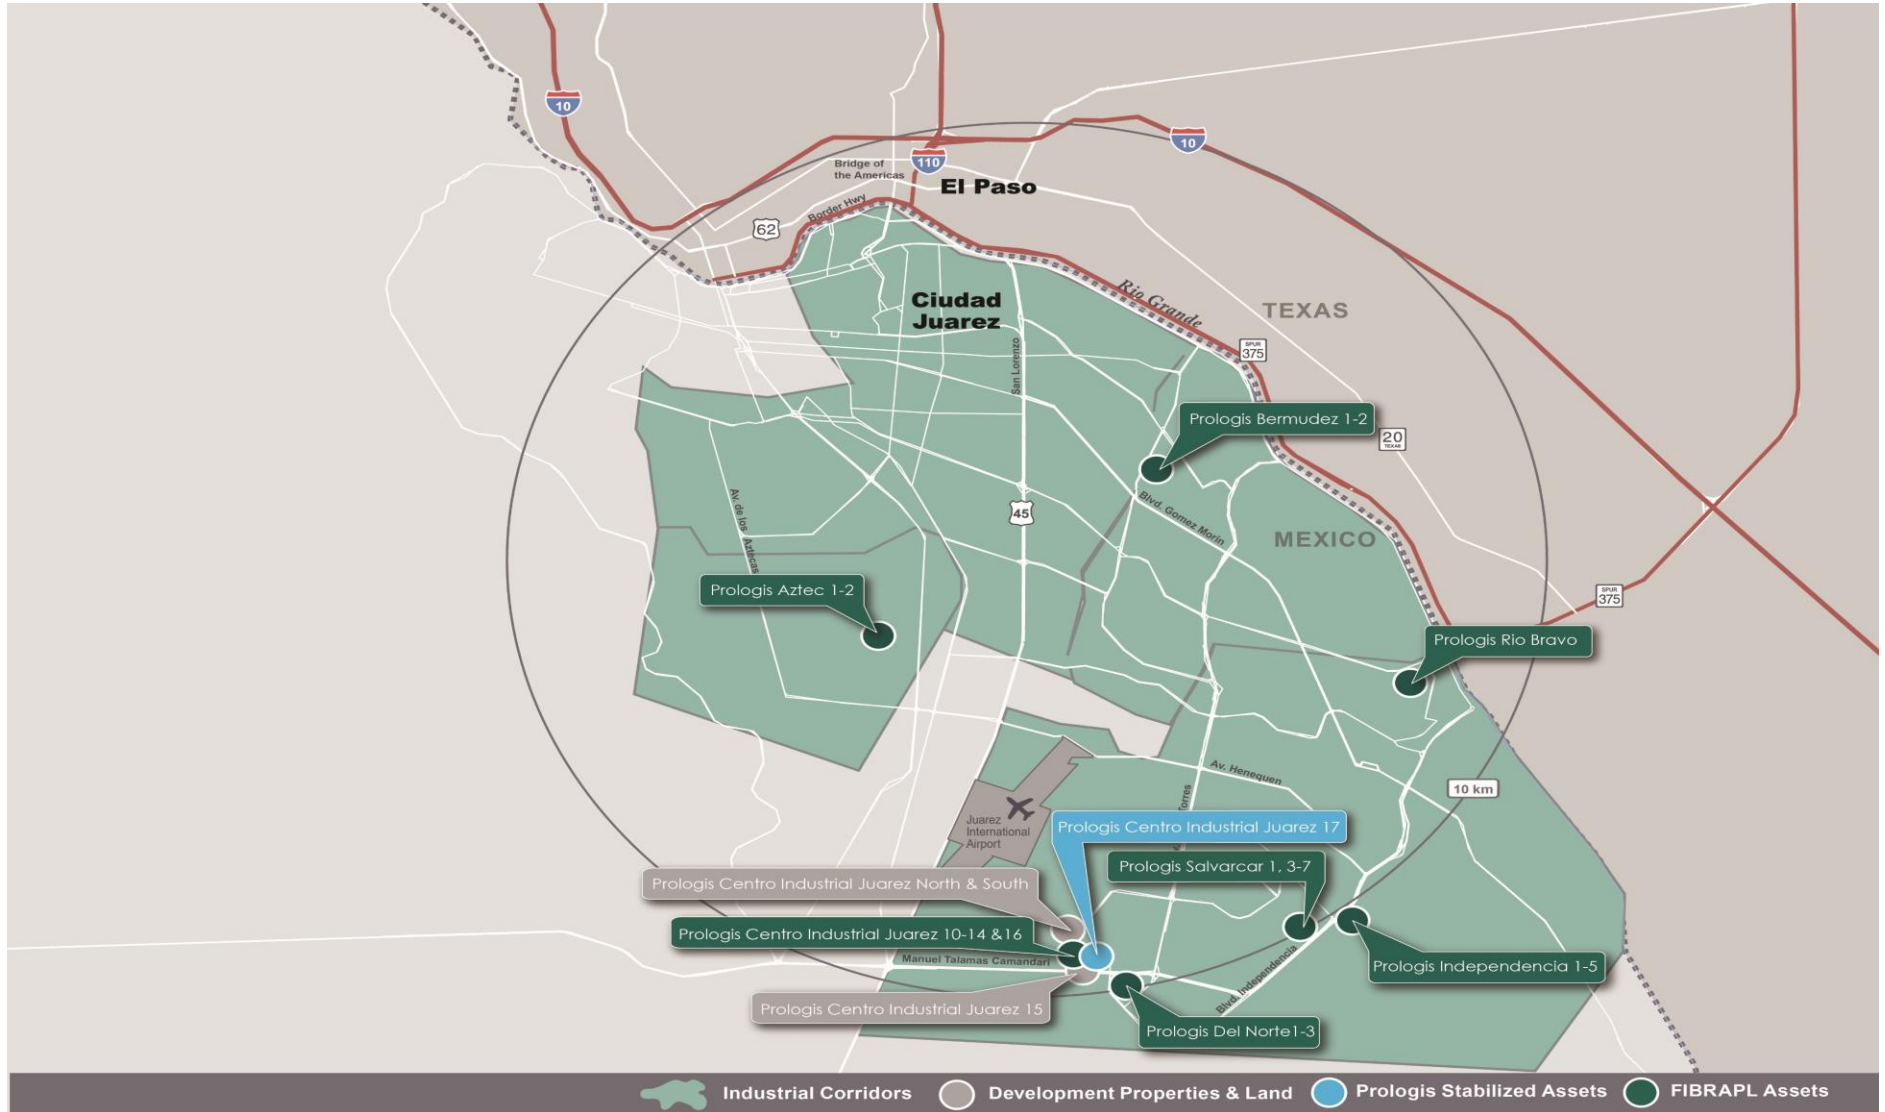 10
10
Bridge of
the Americas
110
El Paso
Border Hwy
62
Ciudad
Juarez
Rio Grande
TEXAS
San Lorenzo
SPUR
375
Prologis Bermudez 1-2
20
TEXAS
Av. de los Aztecas
45
Blvd. Gomez Morin
MEXICO
Prologis Aztec 1-2
SPUR
375
Prologis Rio Bravo
Av. Henequen
10 km
Torres
Juarez
International
Airport
Prologis Centro Industrial Juarez 17
Prologis Salvarcar 1, 3-7
Prologis Centro Industrial Juarez North & South
Prologis Centro Industrial Juarez 10-14 &16
Manuel Talamas Camandari
Prologis Independencia 1-5
Blvd. Independencia
Prologis Centro Industrial Juarez 15
Prologis Del Norte1-3
Industrial Corridors
Development Properties & Land
Prologis Stabilized Assets
FIBRAPL Assets